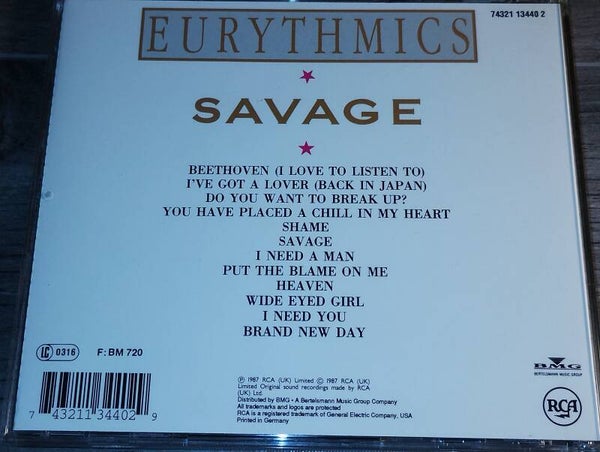 74321 13440 2
EURYTHMICS
SAVAGE
BEETHOVEN (I LOVE TO LISTEN TO)
I'VE GOT A LOVER (BACK IN JAPAN)
DO YOU WANT TO BREAK UP?
YOU HAVE PLACED A CHILL IN MY HEART
SHAME
SAVAGE
I NEED A MAN
PUT THE BLAME ON ME
HEAVEN
WIDE EYED GIRL
I NEED YOU
BRAND NEW DAY
LC 0316 F: BM 720
BMG
BERTELSMANN MUSIC GROUP
℗ 1987 RCA (UK) Limited © 1987 RCA (UK)
Limited Original sound recordings made by RCA
(UK) Ltd.
Distributed by BMG • A Bertelsmann Music Group Company
All trademarks and logos are protected
RCA is a registered trademark of General Electric Company, USA
Printed in Germany
7 43211 34402 9
RCA